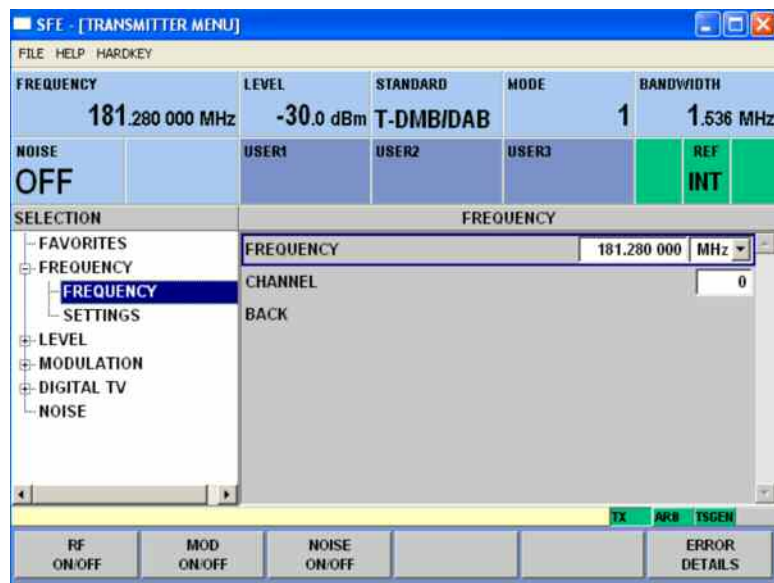 SFE - [TRANSMITTER MENU]
FILE HELP HARDKEY
FREQUENCY LEVEL STANDARD MODE BANDWIDTH
181.280 000 MHz -30.0 dBm T-DMB/DAB 1 1.536 MHz
NOISE USER1 USER2 USER3 REF
OFF INT
SELECTION FREQUENCY
FAVORITES
FREQUENCY
FREQUENCY
SETTINGS
LEVEL
MODULATION
DIGITAL TV
NOISE
FREQUENCY 181.280 000 MHz
CHANNEL 0
BACK
TX ARB TSGEN
RF ON/OFF
MOD ON/OFF
NOISE ON/OFF
ERROR DETAILS